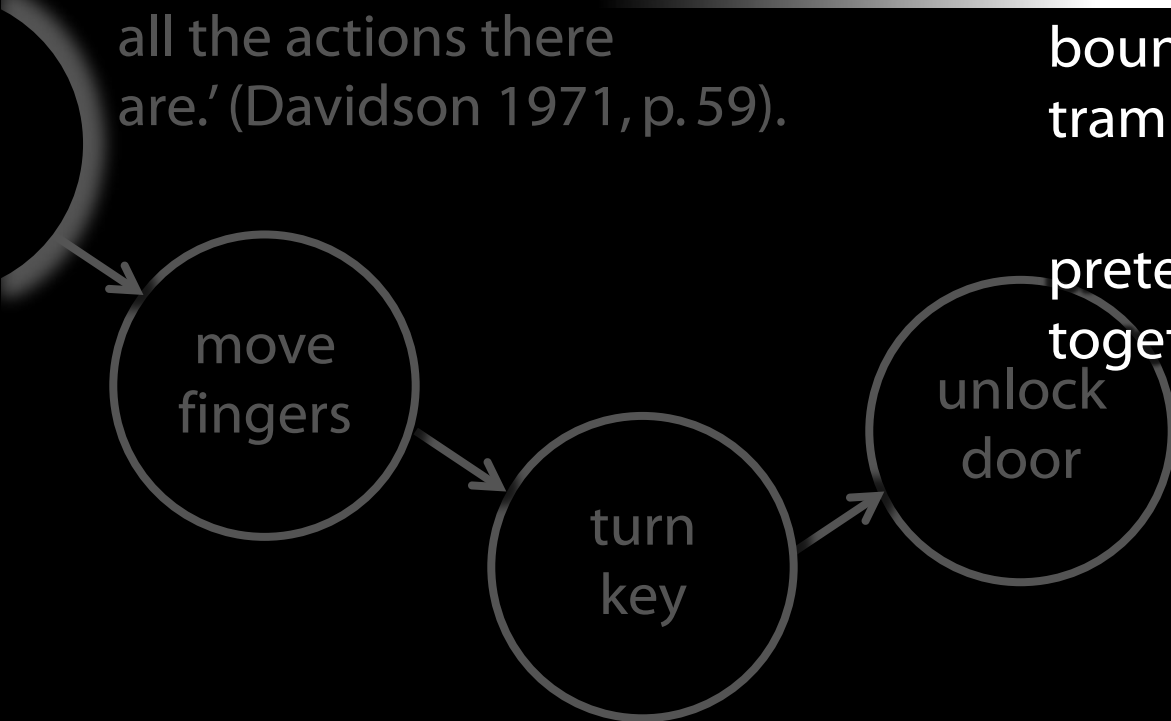 all the actions there
are.’ (Davidson 1971, p. 59).
move
fingers
turn
key
unlock
door